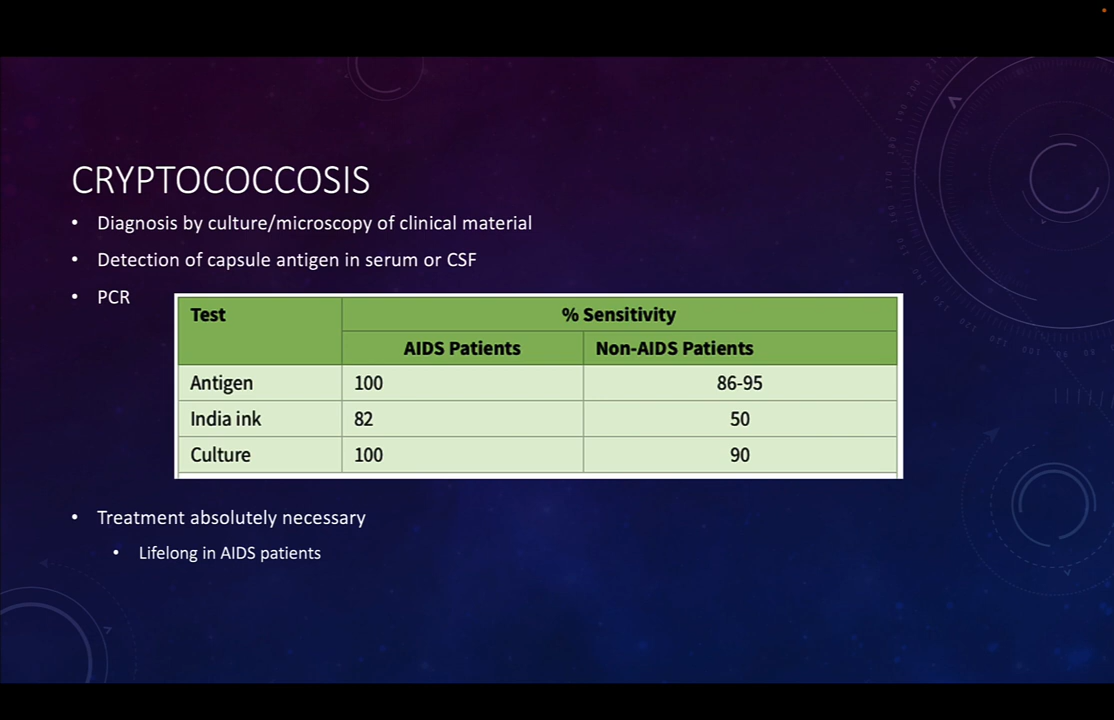 CRYPTOCOCCOSIS
• Diagnosis by culture/microscopy of clinical material
• Detection of capsule antigen in serum or CSF
• PCR
Test % Sensitivity
AIDS Patients Non-AIDS Patients
Antigen 100 86-95
India ink 82 50
Culture 100 90
• Treatment absolutely necessary
• Lifelong in AIDS patients